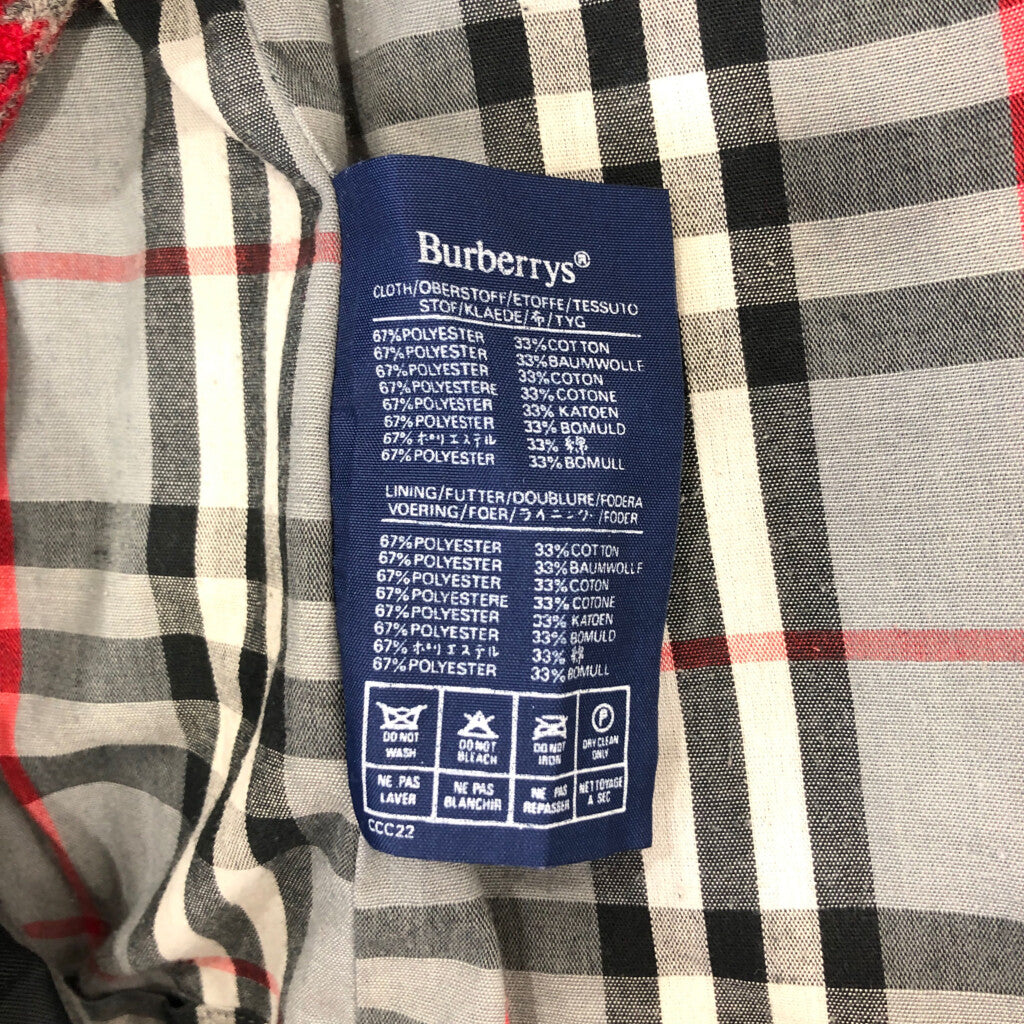 Burberrys®
CLOTH/OBERSTOFF/ETOFFE/TESSUTO
STOF/KLAEDE/布/TYG
67%POLYESTER 33%COTTON
67%POLYESTER 33%BAUMWOLLE
67%POLYESTER 33%COTON
67%POLYESTERE 33%COTONE
67%POLYESTER 33% KATOEN
67%POLYESTER 33% BOMULD
67% ポリエステル 33% 綿
67%POLYESTER 33%BOMULL
LINING/FUTTER/DOUBLURE/FODERA
VOERING/FOER/ライニング/FODER
67%POLYESTER 33%COTTON
67%POLYESTER 33%BAUMWOLLE
67%POLYESTER 33%COTON
67%POLYESTERE 33%COTONE
67%POLYESTER 33% KATOEN
67%POLYESTER 33%BOMULD
67% ポリエステル 33% 綿
67%POLYESTER 33%BOMULL
DO NOT WASH
DO NOT BLEACH
DO NOT IRON
P
DRY CLEAN ONLY
NE PAS LAVER
NE PAS BLANCHIR
NE PAS REPASSER
NETTOYAGE A SEC
CCC22